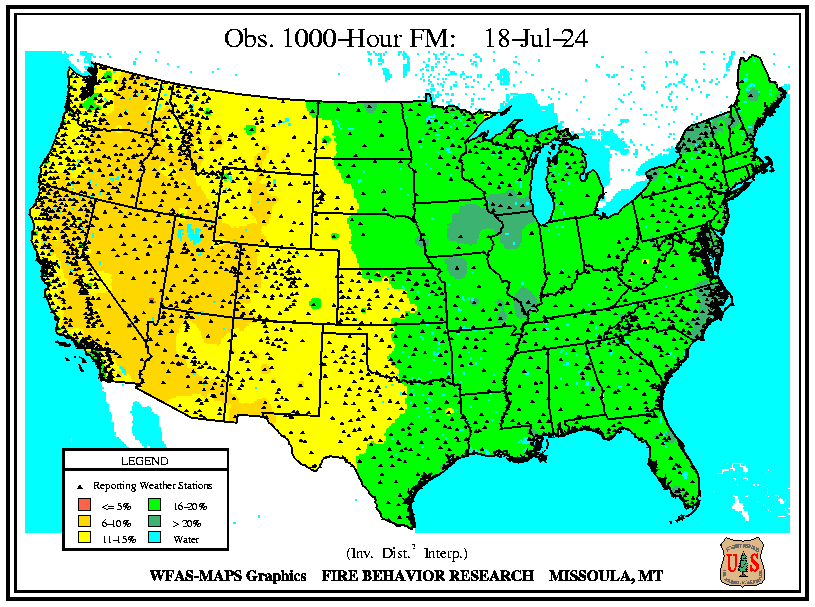 Obs. 1000-Hour FM: 18-Jul-24
LEGEND
Reporting Weather Stations
<= 5% 16-20%
6-10% > 20%
11-15% Water
(Inv. Dist.² Interp.)
WFAS-MAPS Graphics FIRE BEHAVIOR RESEARCH MISSOULA, MT
U S